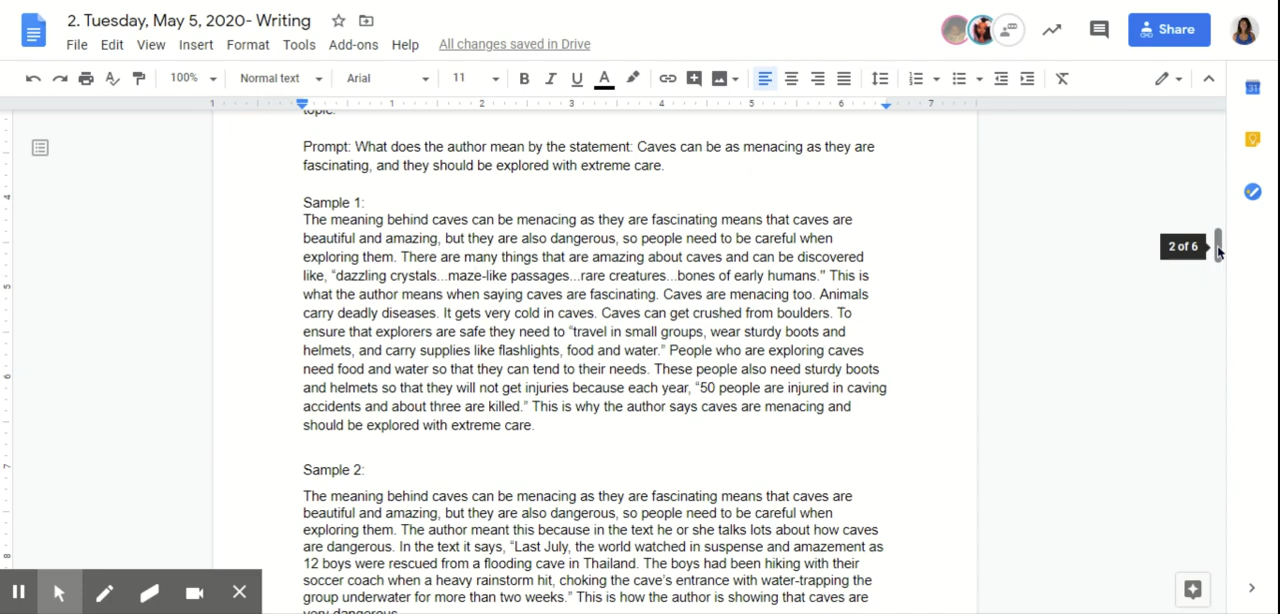 2. Tuesday, May 5, 2020- Writing
File Edit View Insert Format Tools Add-ons Help All changes saved in Drive
Share
100% Normal text Arial 11
1 1 2 3 4 5 6 7
topic.
Prompt: What does the author mean by the statement: Caves can be as menacing as they are
fascinating, and they should be explored with extreme care.
Sample 1:
The meaning behind caves can be menacing as they are fascinating means that caves are
beautiful and amazing, but they are also dangerous, so people need to be careful when
exploring them. There are many things that are amazing about caves and can be discovered
like, “dazzling crystals...maze-like passages...rare creatures...bones of early humans." This is
what the author means when saying caves are fascinating. Caves are menacing too. Animals
carry deadly diseases. It gets very cold in caves. Caves can get crushed from boulders. To
ensure that explorers are safe they need to “travel in small groups, wear sturdy boots and
helmets, and carry supplies like flashlights, food and water.” People who are exploring caves
need food and water so that they can tend to their needs. These people also need sturdy boots
and helmets so that they will not get injuries because each year, “50 people are injured in caving
accidents and about three are killed.” This is why the author says caves are menacing and
should be explored with extreme care.
Sample 2:
The meaning behind caves can be menacing as they are fascinating means that caves are
beautiful and amazing, but they are also dangerous, so people need to be careful when
exploring them. The author meant this because in the text he or she talks lots about how caves
are dangerous. In the text it says, “Last July, the world watched in suspense and amazement as
12 boys were rescued from a flooding cave in Thailand. The boys had been hiking with their
soccer coach when a heavy rainstorm hit, choking the cave’s entrance with water-trapping the
group underwater for more than two weeks.” This is how the author is showing that caves are
very dangerous.
2 of 6
31
4
5
6
7
8